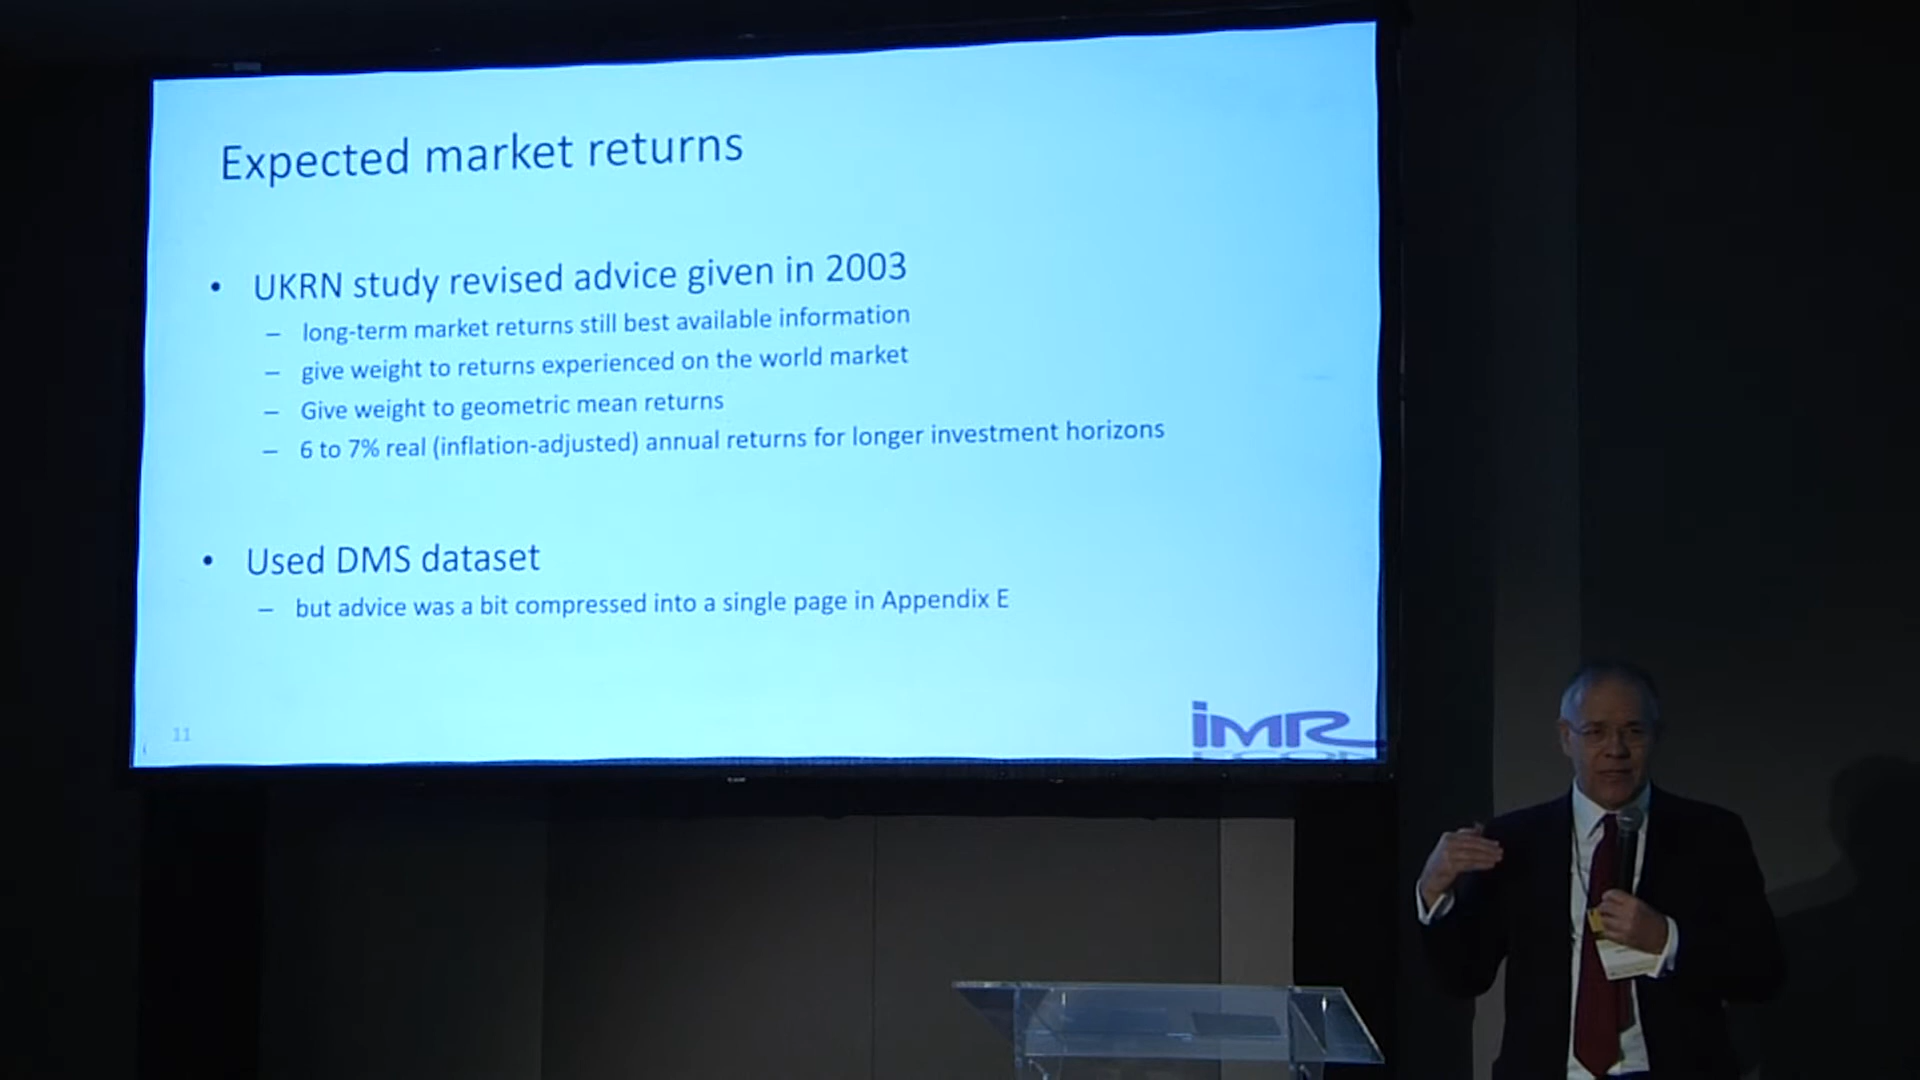 Expected market returns
• UKRN study revised advice given in 2003
– long-term market returns still best available information
– give weight to returns experienced on the world market
– Give weight to geometric mean returns
– 6 to 7% real (inflation-adjusted) annual returns for longer investment horizons
• Used DMS dataset
– but advice was a bit compressed into a single page in Appendix E
11
iMR